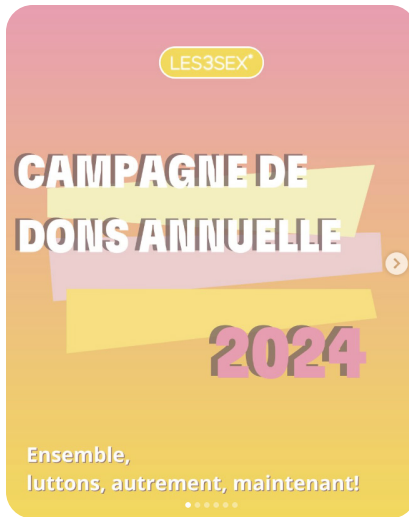 LES3SEX*
CAMPAGNE DE
DONS ANNUELLE
2024
Ensemble,
luttons, autrement, maintenant!